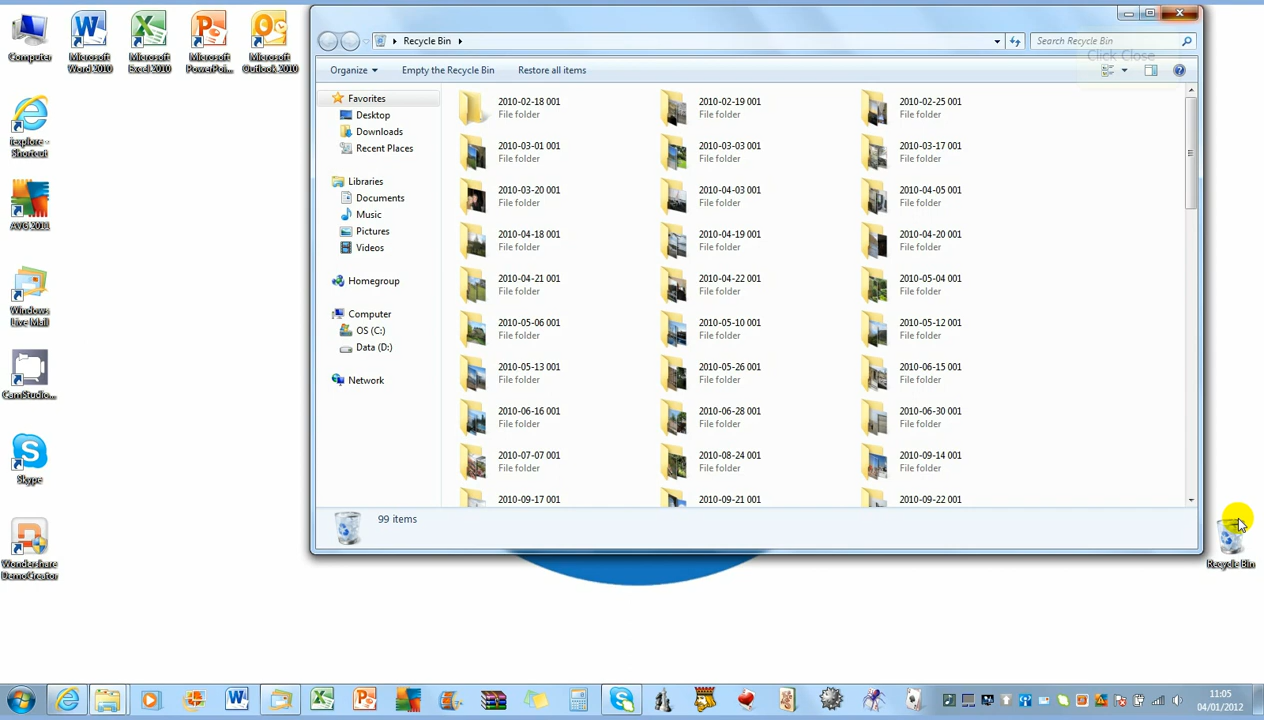 Computer
Microsoft Word 2010
Microsoft Excel 2010
Microsoft PowerPoi...
Microsoft Outlook 2010
iexplore - Shortcut
AVG 2011
Windows Live Mail
CamStudio...
Skype
Wondershare DemoCreator
Recycle Bin
Search Recycle Bin
Click Close
Organize
Empty the Recycle Bin
Restore all items
Favorites
Desktop
Downloads
Recent Places
Libraries
Documents
Music
Pictures
Videos
Homegroup
Computer
OS (C:)
Data (D:)
Network
2010-02-18 001
File folder
2010-02-19 001
File folder
2010-02-25 001
File folder
2010-03-01 001
File folder
2010-03-03 001
File folder
2010-03-17 001
File folder
2010-03-20 001
File folder
2010-04-03 001
File folder
2010-04-05 001
File folder
2010-04-18 001
File folder
2010-04-19 001
File folder
2010-04-20 001
File folder
2010-04-21 001
File folder
2010-04-22 001
File folder
2010-05-04 001
File folder
2010-05-06 001
File folder
2010-05-10 001
File folder
2010-05-12 001
File folder
2010-05-13 001
File folder
2010-05-26 001
File folder
2010-06-15 001
File folder
2010-06-16 001
File folder
2010-06-28 001
File folder
2010-06-30 001
File folder
2010-07-07 001
File folder
2010-08-24 001
File folder
2010-09-14 001
File folder
2010-09-17 001
2010-09-21 001
2010-09-22 001
99 items
Recycle Bin
11:05
04/01/2012